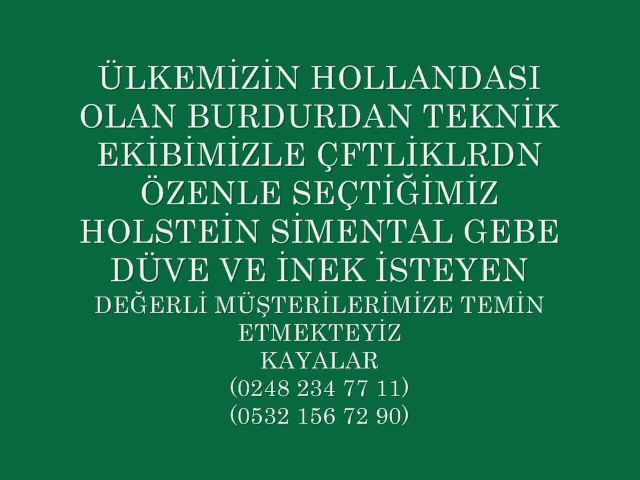 ÜLKEMİZİN HOLLANDASI
OLAN BURDURDAN TEKNİK
EKİBİMİZLE ÇFTLİKLRDN
ÖZENLE SEÇTİĞİMİZ
HOLSTEİN SİMENTAL GEBE
DÜVE VE İNEK İSTEYEN
DEĞERLİ MÜŞTERİLERİMİZE TEMİN
ETMEKTEYİZ
KAYALAR
(0248 234 77 11)
(0532 156 72 90)